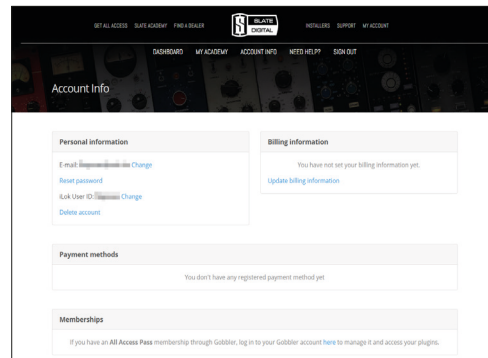 GET ALL ACCESS SLATE ACADEMY FIND A DEALER SLATE DIGITAL INSTALLERS SUPPORT MY ACCOUNT
DASHBOARD MY ACADEMY ACCOUNT INFO NEED HELP? SIGN OUT
Account Info
Personal information
E-mail: Change
Reset password
iLok User ID: Change
Delete account
Billing information
You have not set your billing information yet.
Update billing information
Payment methods
You don't have any registered payment method yet
Memberships
If you have an All Access Pass membership through Gobbler, log in to your Gobbler account here to manage it and access your plugins.